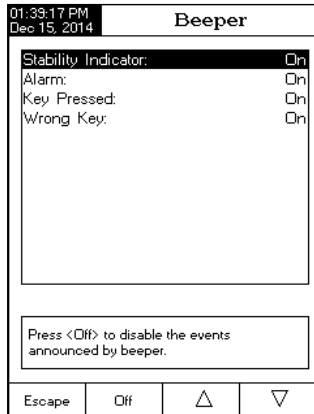 01:39:17 PM
Dec 15, 2014
Beeper
Stability Indicator: On
Alarm: On
Key Pressed: On
Wrong Key: On
Press <Off> to disable the events
announced by beeper.
Escape Off △ ▽